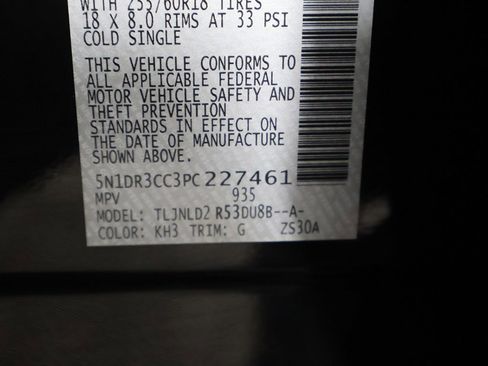 WITH 255/60R18 TIRES
18 X 8.0 RIMS AT 33 PSI
COLD SINGLE
THIS VEHICLE CONFORMS TO
ALL APPLICABLE FEDERAL
MOTOR VEHICLE SAFETY AND
THEFT PREVENTION
STANDARDS IN EFFECT ON
THE DATE OF MANUFACTURE
SHOWN ABOVE.
5N1DR3CC3PC227461
MPV 935
MODEL: TLJNLD2 R53DU8B--A-
COLOR: KH3 TRIM: G ZS30A